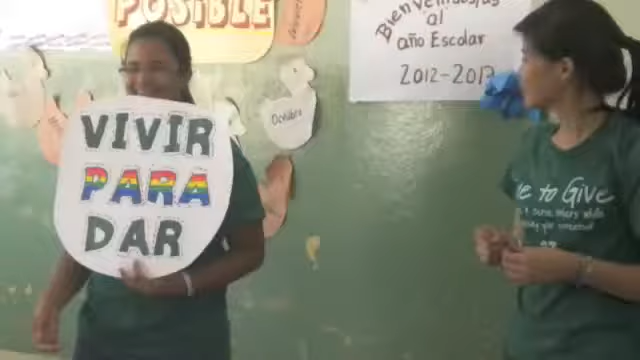 POSIBLE
Bienvenidos/as
al
año Escolar
2012-2013
Octubre
VIVIR
PARA
DAR
to Give